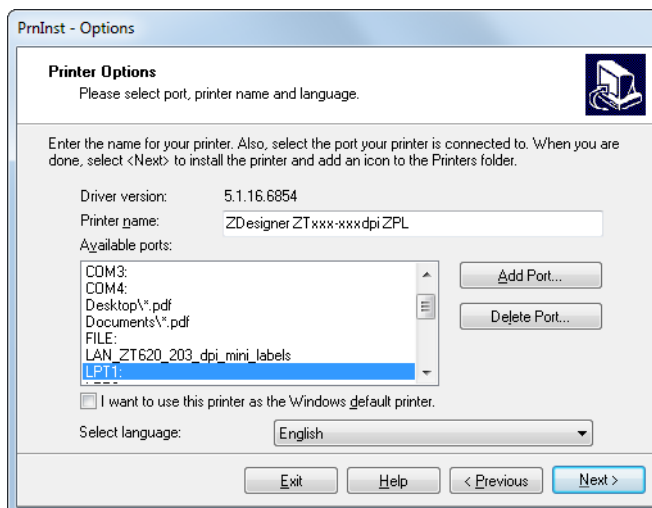 PrnInst - Options
Printer Options
Please select port, printer name and language.
Enter the name for your printer. Also, select the port your printer is connected to. When you are
done, select <Next> to install the printer and add an icon to the Printers folder.
Driver version: 5.1.16.6854
Printer name: ZDesigner ZTxxx-xxxdpi ZPL
Available ports:
COM3:
COM4:
Desktop\*.pdf
Documents\*.pdf
FILE:
LAN_ZT620_203_dpi_mini_labels
LPT1:
Add Port...
Delete Port...
I want to use this printer as the Windows default printer.
Select language: English
Exit Help < Previous Next >